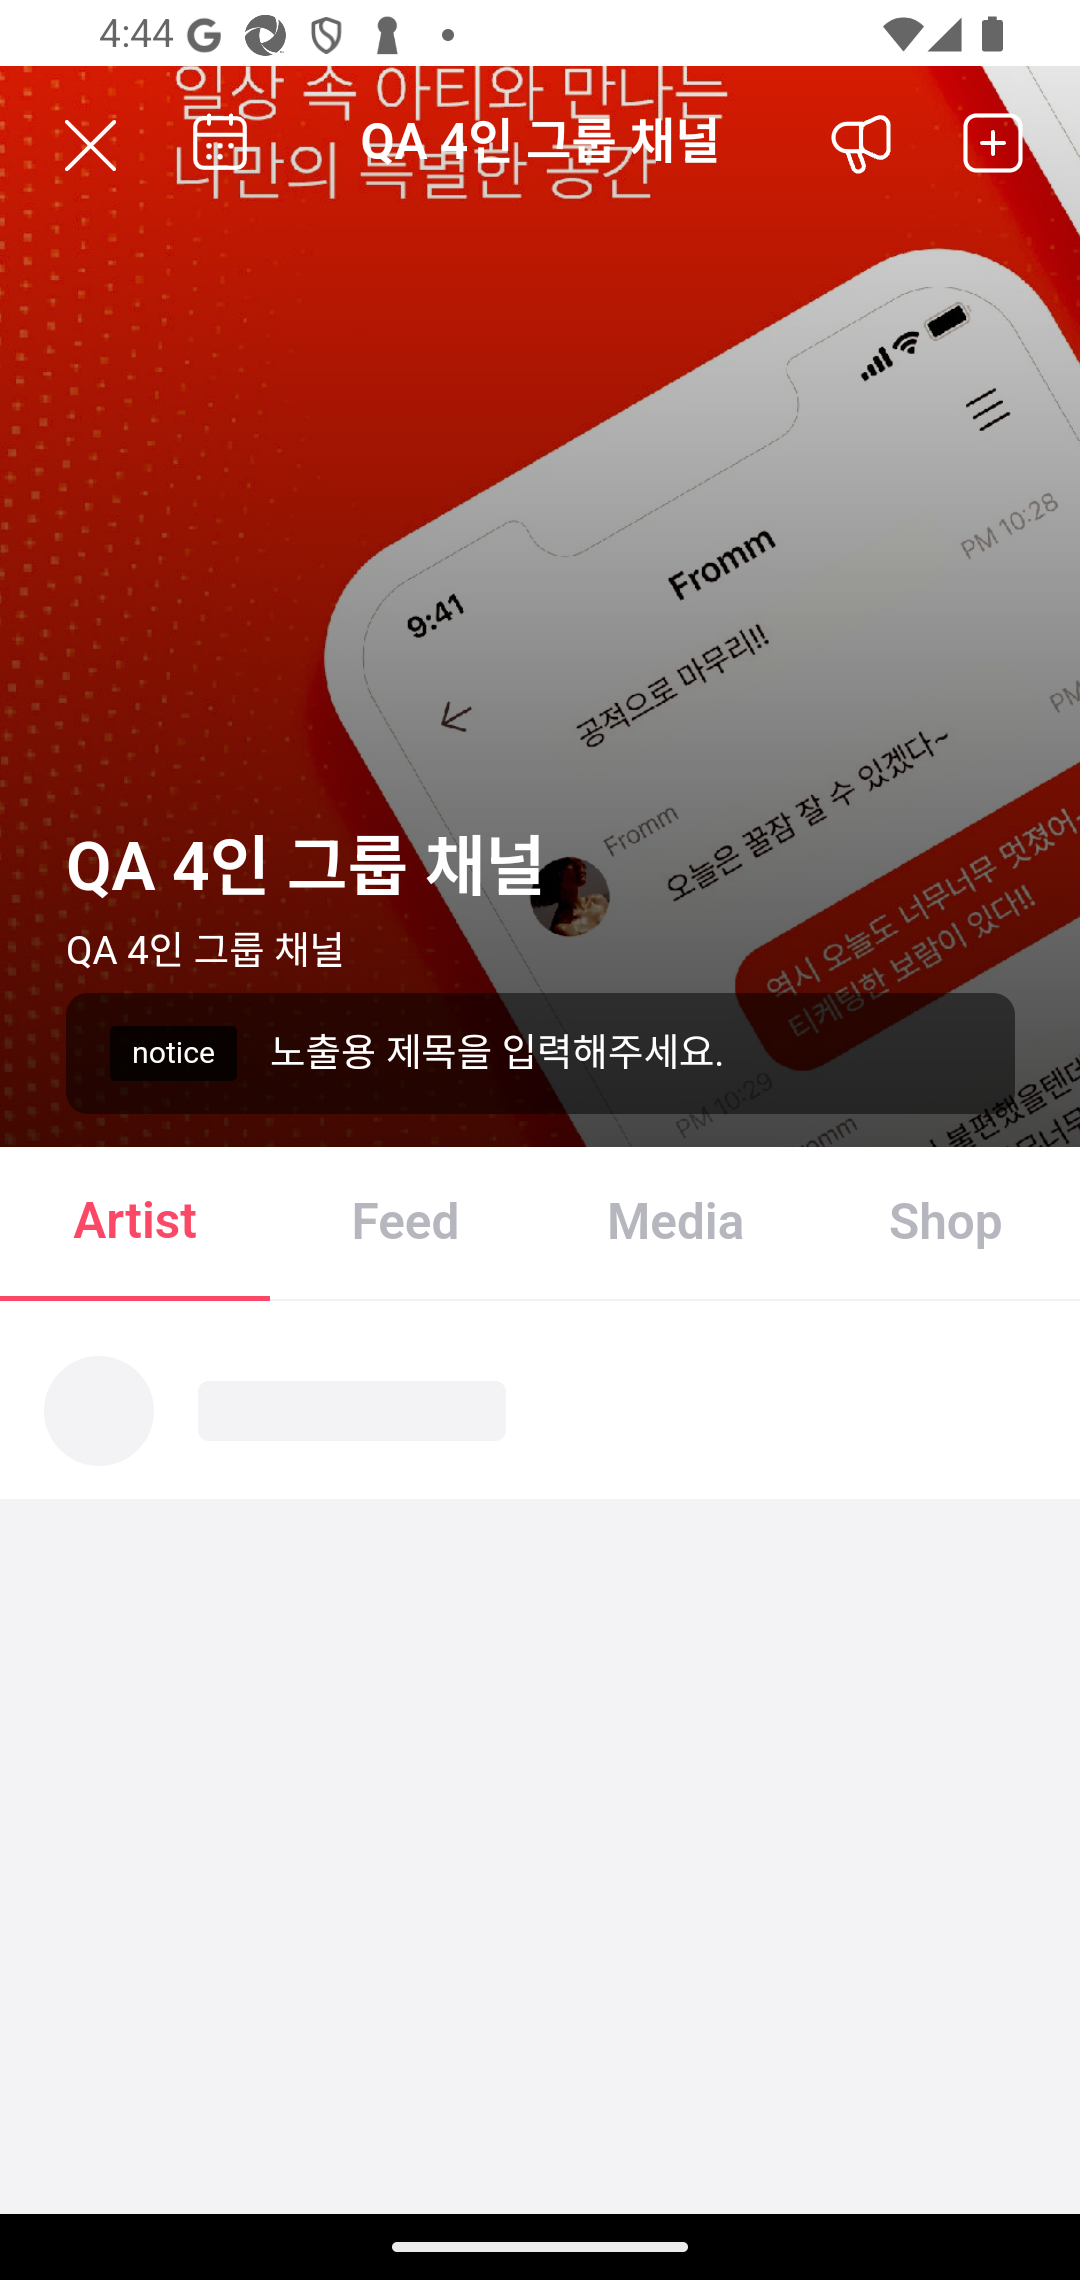 4:44
일상 속 아티와 만나는
나만의 특별한 공간
QA 4인 그룹 채널
9:41
Fromm
PM 10:28
공적으로 마무리!!
PM
Fromm
오늘은 꿀잠 잘 수 있겠다~
역시 오늘도 너무너무 멋졌어~
티케팅한 보람이 있다!!
QA 4인 그룹 채널
QA 4인 그룹 채널
notice 노출용 제목을 입력해주세요.
PM 10:29
Artist Feed Media Shop